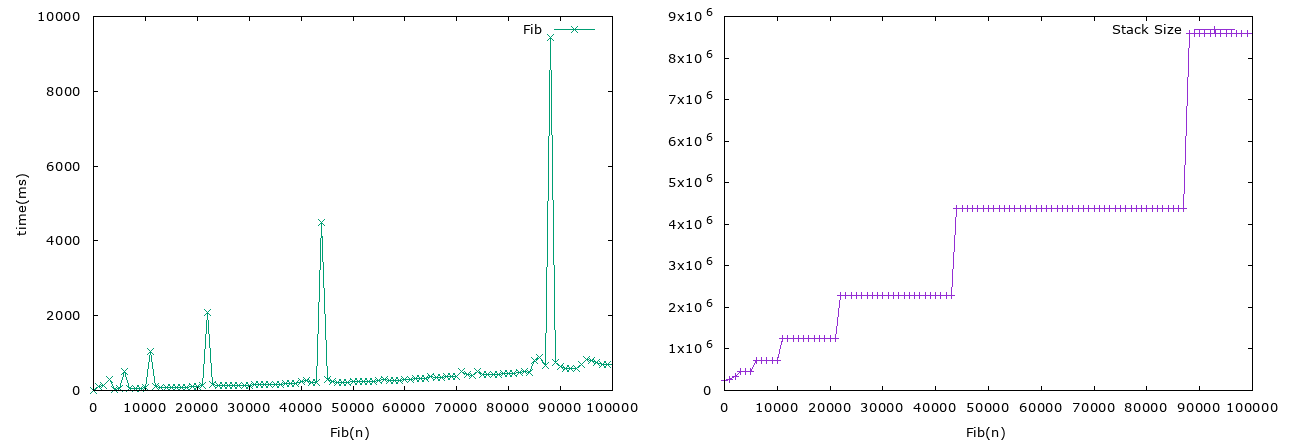 10000
8000
6000
4000
2000
0
time(ms)
Fib
0 10000 20000 30000 40000 50000 60000 70000 80000 90000 100000
Fib(n)
9x10^6
8x10^6
7x10^6
6x10^6
5x10^6
4x10^6
3x10^6
2x10^6
1x10^6
0
Stack Size
0 10000 20000 30000 40000 50000 60000 70000 80000 90000 100000
Fib(n)